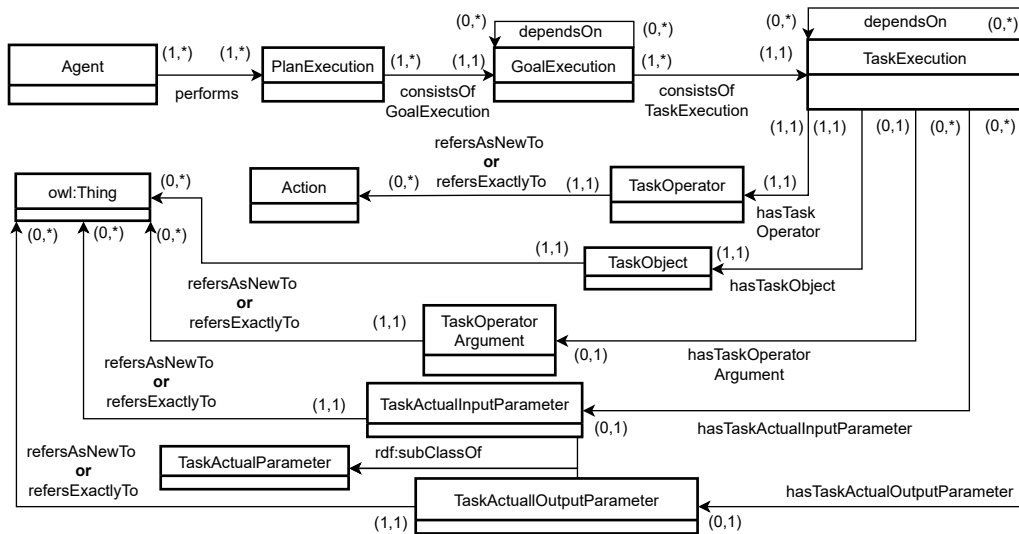 (0,*)
dependsOn
(0,*)
(0,*)
dependsOn
(0,*)
Agent
(1,*)
performs
(1,*)
PlanExecution
(1,*)
consistsOf
GoalExecution
(1,1)
GoalExecution
(1,*)
consistsOf
TaskExecution
(1,1)
TaskExecution
(1,1)
(1,1)
(0,1)
(0,*)
(0,*)
owl:Thing
(0,*)
(0,*)
(0,*)
(0,*)
Action
(0,*)
refersAsNewTo
or
refersExactlyTo
(1,1)
TaskOperator
(1,1)
hasTask
Operator
(1,1)
TaskObject
(1,1)
hasTaskObject
refersAsNewTo
or
refersExactlyTo
(1,1)
TaskOperator
Argument
(0,1)
hasTaskOperator
Argument
refersAsNewTo
or
refersExactlyTo
(1,1)
TaskActualInputParameter
(0,1)
hasTaskActualInputParameter
rdf:subClassOf
TaskActualParameter
refersAsNewTo
or
refersExactlyTo
(1,1)
TaskActuallOutputParameter
(0,1)
hasTaskActualOutputParameter